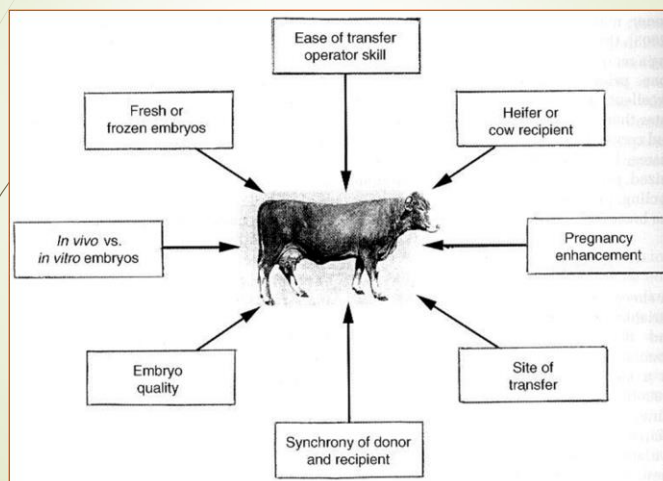 Ease of transfer
operator skill
Fresh or
frozen embryos
Heifer or
cow recipient
In vivo vs.
in vitro embryos
Pregnancy
enhancement
Embryo
quality
Site of
transfer
Synchrony of donor
and recipient